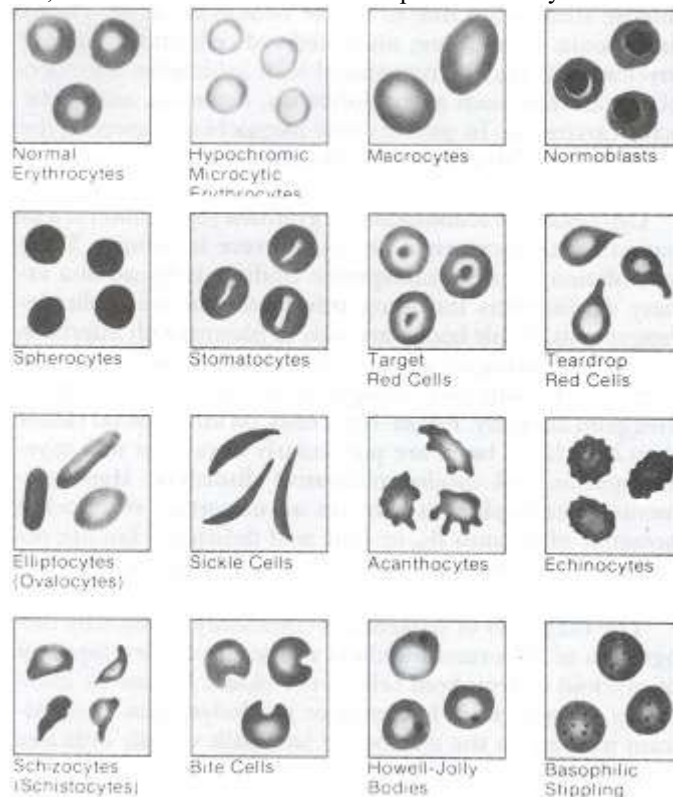 Normal
Erythrocytes
Hypochromic
Microcytic
Erythrocytes
Macrocytes
Normoblasts
Spherocytes
Stomatocytes
Target
Red Cells
Teardrop
Red Cells
Elliptocytes
(Ovalocytes)
Sickle Cells
Acanthocytes
Echinocytes
Schizocytes
(Schistocytes)
Bite Cells
Howell-Jolly
Bodies
Basophilic
Stippling